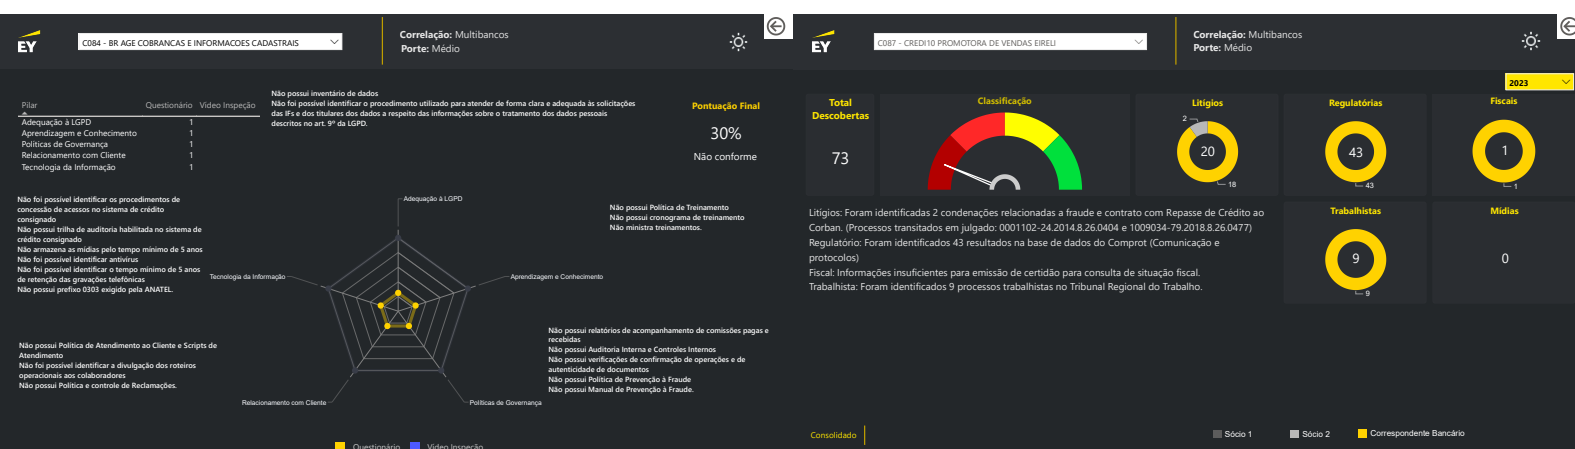 EY
C084 - BR AGE COBRANCAS E INFORMACOES CADASTRAIS
Correlação: Multibancos
Porte: Médio
Pilar Questionário Vídeo Inspeção
Adequação à LGPD 1
Aprendizagem e Conhecimento 1
Políticas de Governança 1
Relacionamento com Cliente 1
Tecnologia da Informação 1
Não possui inventário de dados
Não foi possível identificar o procedimento utilizado para atender de forma clara e adequada às solicitações
das IFs e dos titulares dos dados a respeito das informações sobre o tratamento dos dados pessoais
descritos no art. 9º da LGPD.
Pontuação Final
30%
Não conforme
Não foi possível identificar os procedimentos de
concessão de acessos no sistema de crédito
consignado
Não possui trilha de auditoria habilitada no sistema de
crédito consignado
Não armazena as mídias pelo tempo mínimo de 5 anos
Não foi possível identificar antivírus
Não foi possível identificar o tempo mínimo de 5 anos
de retenção das gravações telefônicas
Não possui prefixo 0303 exigido pela ANATEL.
Adequação à LGPD
Não possui Política de Treinamento
Não possui cronograma de treinamento
Não ministra treinamentos.
Tecnologia da Informação
Aprendizagem e Conhecimento
Não possui relatórios de acompanhamento de comissões pagas e
recebidas
Não possui Auditoria Interna e Controles Internos
Não possui verificações de confirmação de operações e de
autenticidade de documentos
Não possui Política de Prevenção à Fraude
Não possui Manual de Prevenção à Fraude.
Não possui Política de Atendimento ao Cliente e Scripts de
Atendimento
Não foi possível identificar a divulgação dos roteiros
operacionais aos colaboradores
Não possui Política e controle de Reclamações.
Relacionamento com Cliente
Políticas de Governança
Questionário Vídeo Inspeção
EY
C087 - CREDI10 PROMOTORA DE VENDAS EIRELI
Correlação: Multibancos
Porte: Médio
2023
Total
Descobertas
73
Classificação
Litígios
2
20
18
Regulatórias
43
43
Fiscais
1
1
Litigios: Foram identificadas 2 condenações relacionadas a fraude e contrato com Repasse de Crédito ao
Corban. (Processos transitados em julgado: 0001102-24.2014.8.26.0404 e 1009034-79.2018.8.26.0477)
Regulatório: Foram identificados 43 resultados na base de dados do Comprot (Comunicação e
protocolos)
Fiscal: Informações insuficientes para emissão de certidão para consulta de situação fiscal.
Trabalhista: Foram identificados 9 processos trabalhistas no Tribunal Regional do Trabalho.
Trabalhistas
9
9
Mídias
0
Consolidado
Sócio 1 Sócio 2 Correspondente Bancário